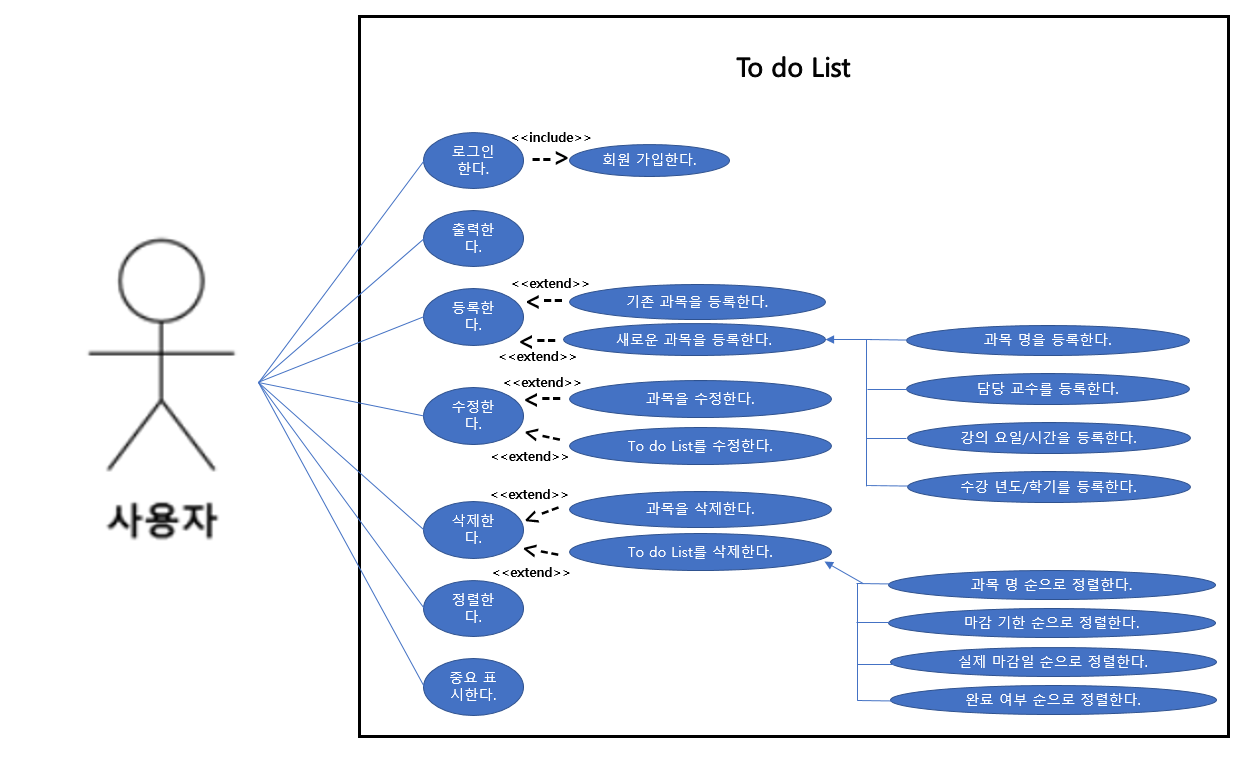 To do List
<<include>>
로그인
한다.
회원 가입한다.
출력한
다.
<<extend>>
등록한
다.
기존 과목을 등록한다.
새로운 과목을 등록한다.
<<extend>>
과목 명을 등록한다.
담당 교수를 등록한다.
강의 요일/시간을 등록한다.
수강 년도/학기를 등록한다.
<<extend>>
수정한
다.
과목을 수정한다.
To do List를 수정한다.
<<extend>>
<<extend>>
삭제한
다.
과목을 삭제한다.
To do List를 삭제한다.
<<extend>>
사용자
정렬한
다.
과목 명 순으로 정렬한다.
마감 기한 순으로 정렬한다.
실제 마감일 순으로 정렬한다.
완료 여부 순으로 정렬한다.
중요 표
시한다.